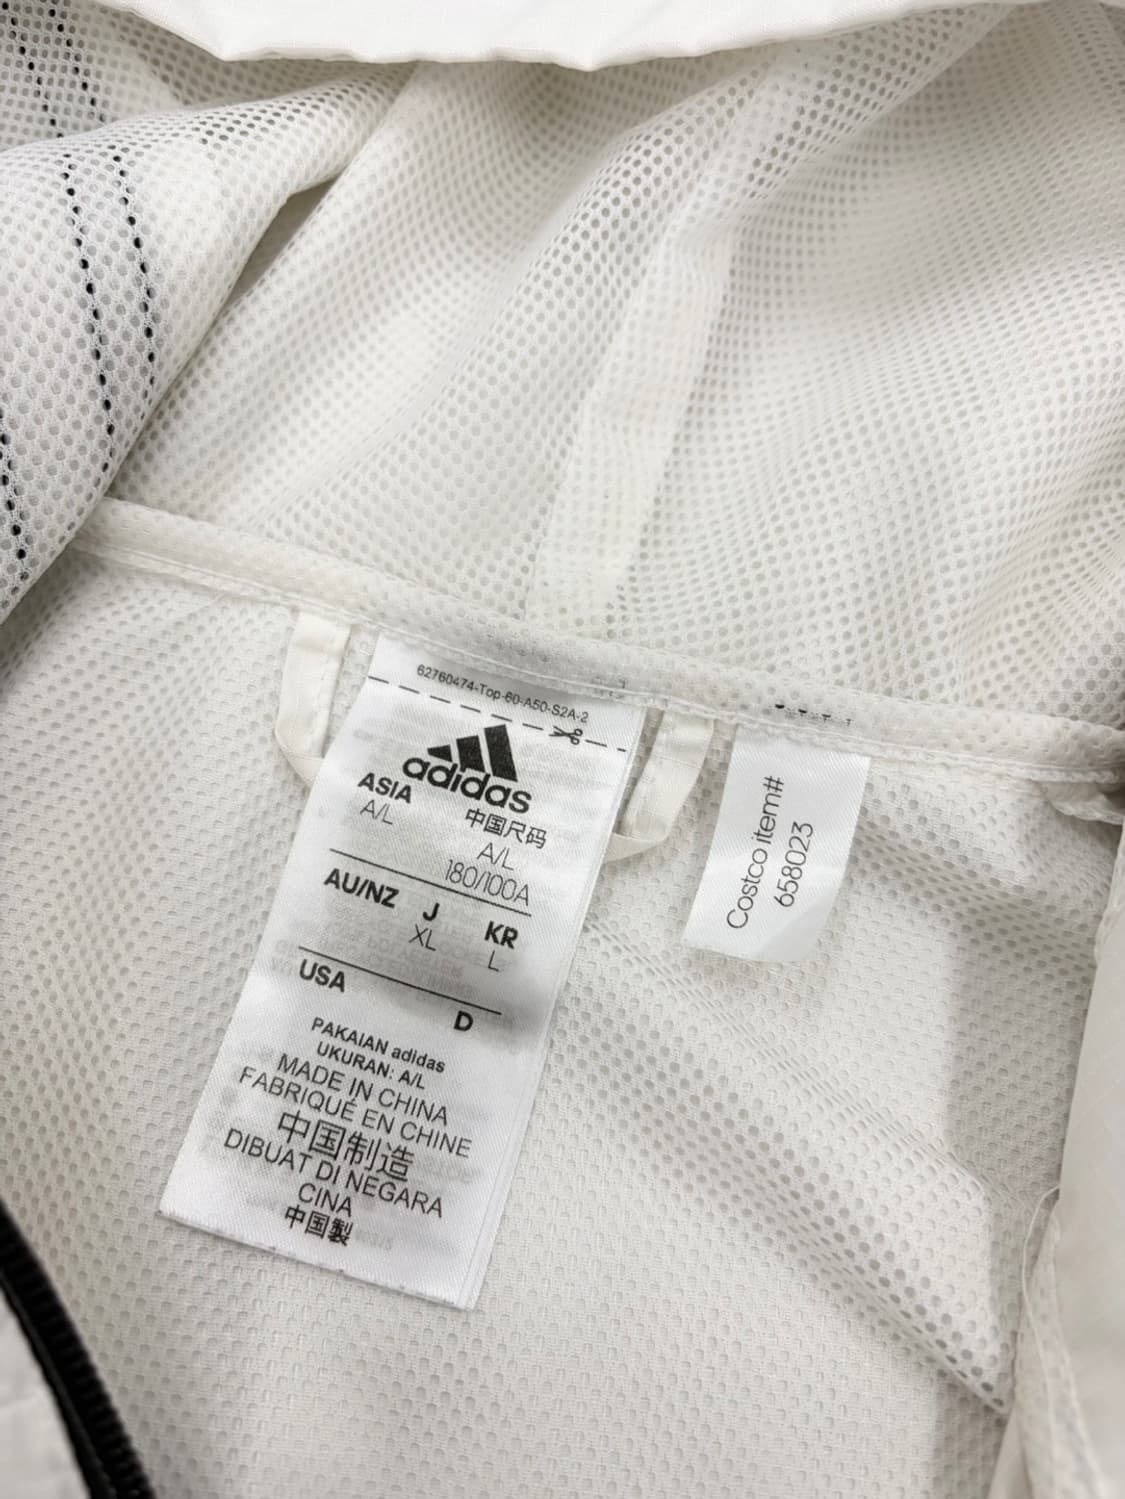 62760474-Top-60-A50-S2A-2
adidas
ASIA
A/L
中国尺码
A/L
180/100A
AU/NZ
J
XL
KR
L
USA
D
PAKAIAN adidas
UKURAN: A/L
MADE IN CHINA
FABRIQUÉ EN CHINE
中国制造
DIBUAT DI NEGARA
CINA
中国製
Costco item#
658023